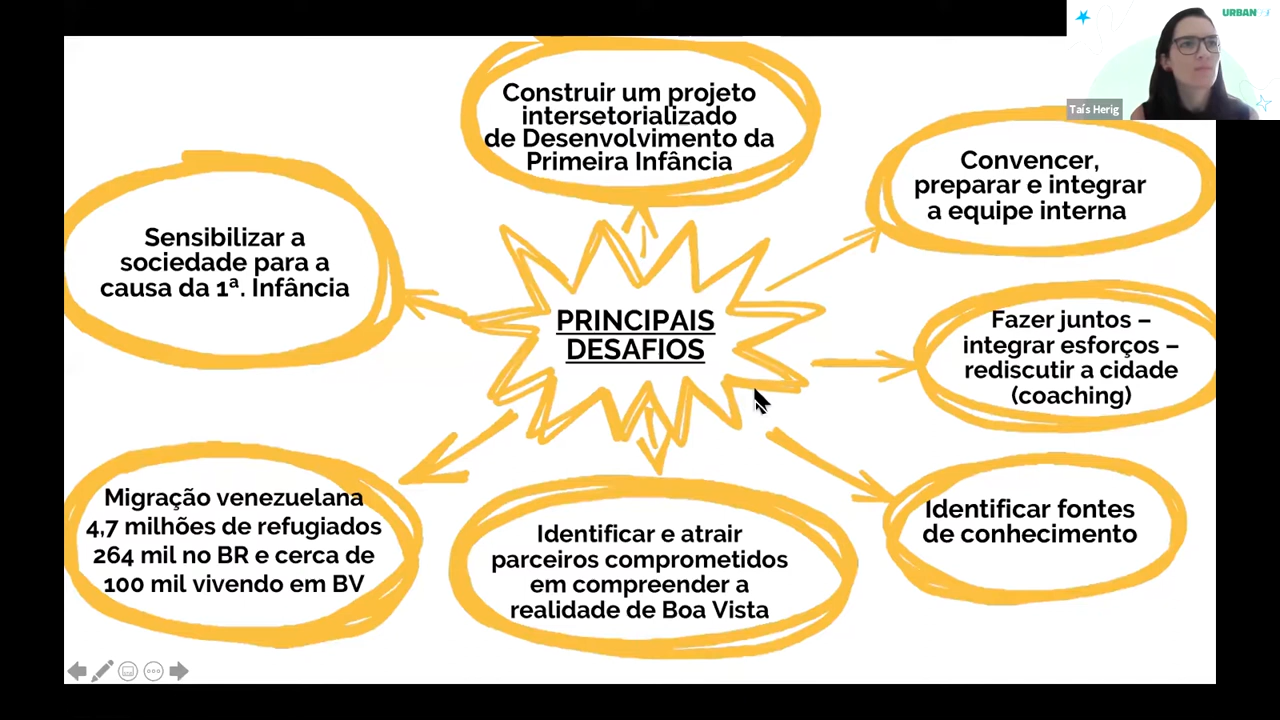 URBAN
Taís Herig
Construir um projeto
intersetorializado
de Desenvolvimento da
Primeira Infância
Convencer,
preparar e integrar
a equipe interna
Sensibilizar a
sociedade para a
causa da 1ª. Infância
PRINCIPAIS
DESAFIOS
Fazer juntos –
integrar esforços –
rediscutir a cidade
(coaching)
Migração venezuelana
4,7 milhões de refugiados
264 mil no BR e cerca de
100 mil vivendo em BV
Identificar e atrair
parceiros comprometidos
em compreender a
realidade de Boa Vista
Identificar fontes
de conhecimento